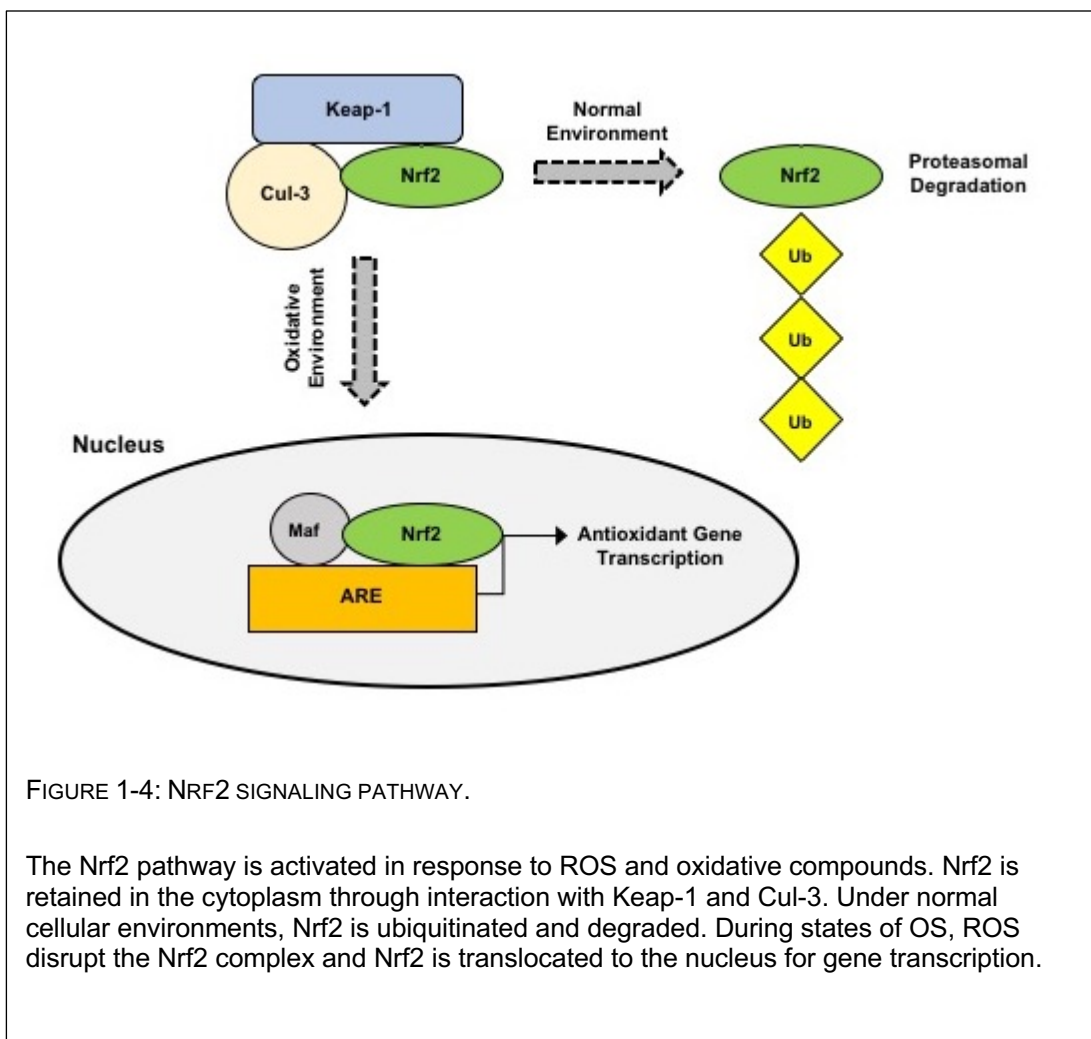 Keap-1
Normal
Environment
Nrf2
Cul-3
Nrf2
Proteasomal
Degradation
Ub
Ub
Ub
Oxidative
Environment
Nucleus
Maf
Nrf2
Antioxidant Gene
Transcription
ARE
FIGURE 1-4: NRF2 SIGNALING PATHWAY.
The Nrf2 pathway is activated in response to ROS and oxidative compounds. Nrf2 is
retained in the cytoplasm through interaction with Keap-1 and Cul-3. Under normal
cellular environments, Nrf2 is ubiquitinated and degraded. During states of OS, ROS
disrupt the Nrf2 complex and Nrf2 is translocated to the nucleus for gene transcription.